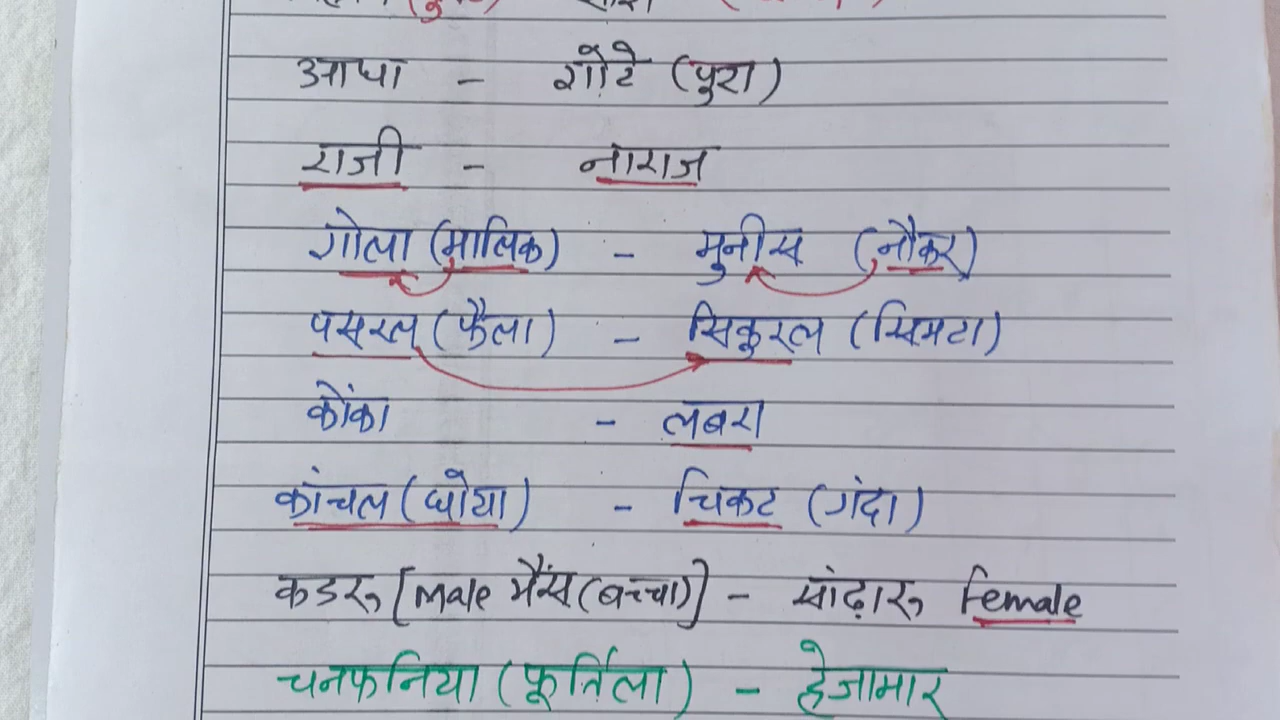 आधा - गोटे (पुरा)
राजी - नाराज
गोला (मालिक) - मुनीस (नौकर)
पसरल (फैला) - सिकुरल (सिमटा)
कोंका - लबरा
कांचल (धोया) - चिकट (गंदा)
कडरू [Male भैंस (बच्चा)] - सांढ़ारू Female
चनफनिया (फूर्तिला) - हेजामार